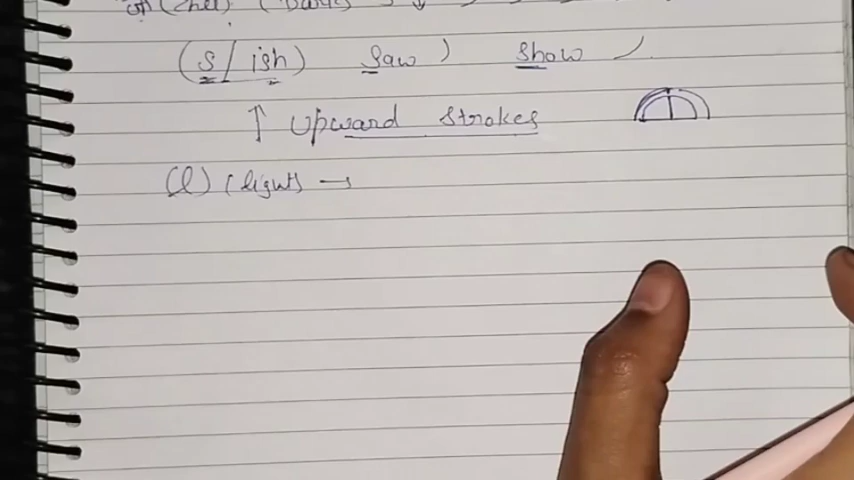 (s/ish) Saw ) Show
↑ Upward Strokes
(l) (light) →